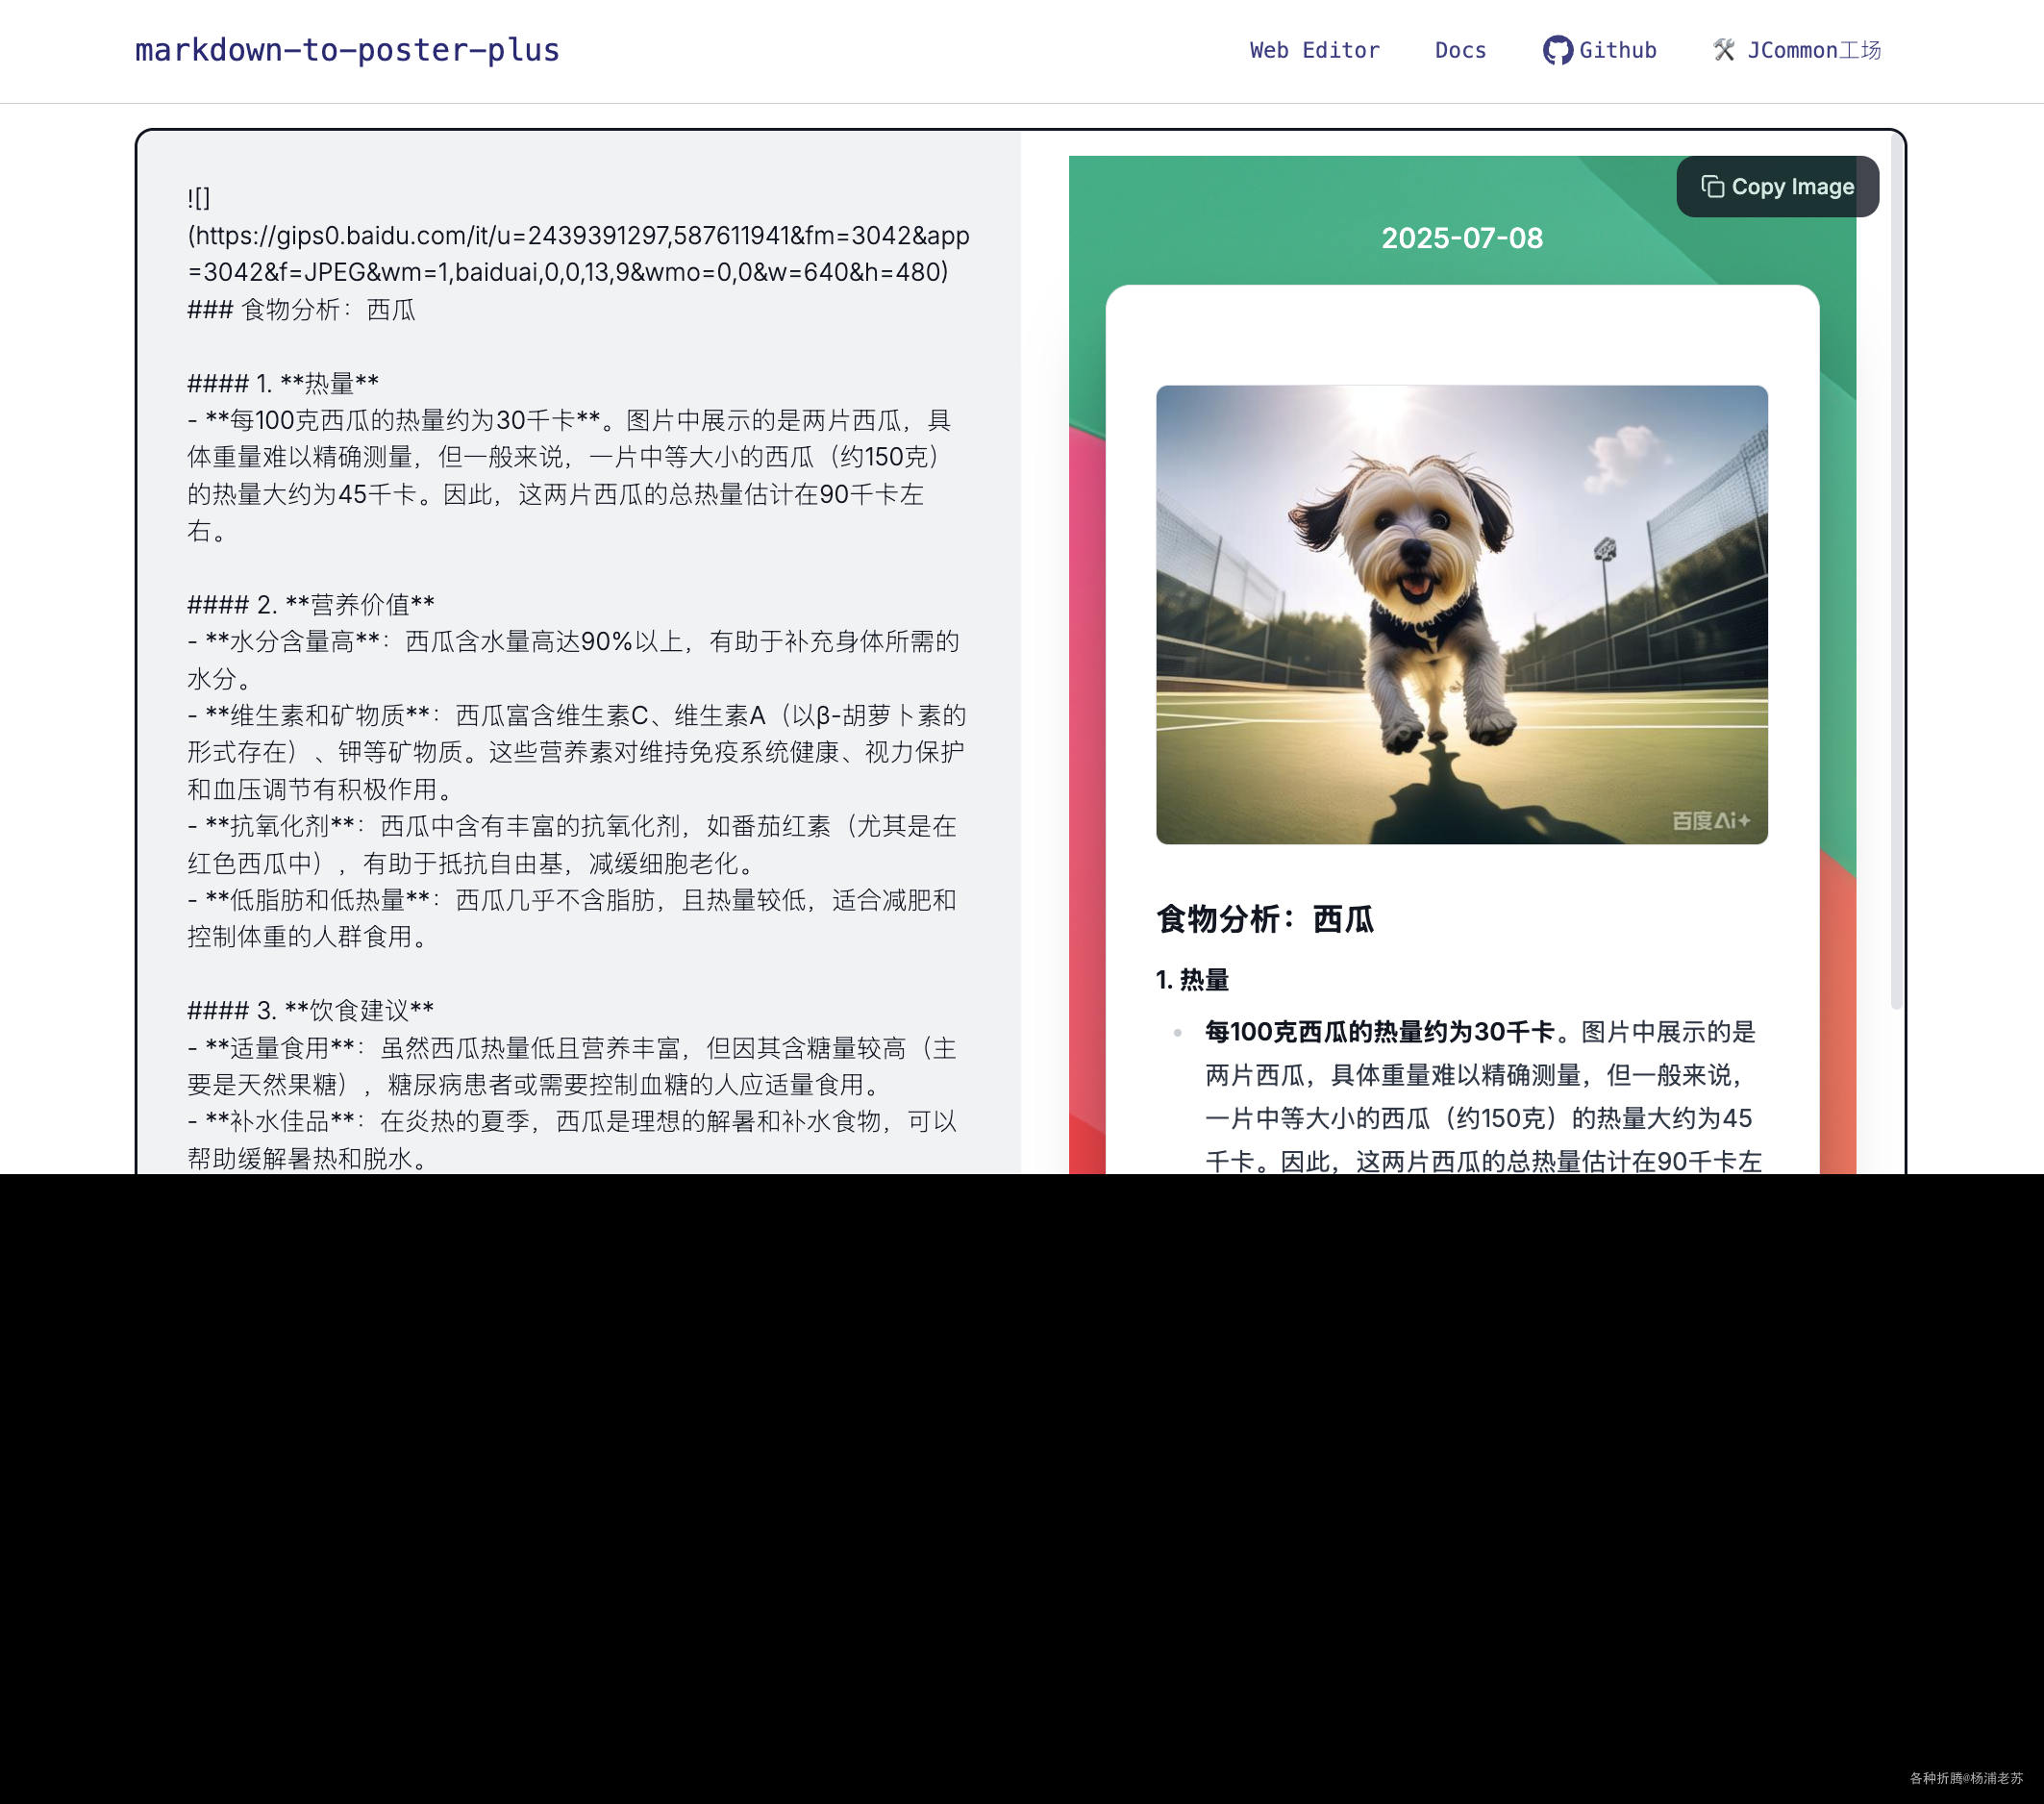 markdown-to-poster-plus
Web Editor Docs Github 🛠 JCommon工场
![]
(https://gips0.baidu.com/it/u=2439391297,587611941&fm=3042&app
=3042&f=JPEG&wm=1,baiduai,0,0,13,9&wmo=0,0&w=640&h=480)
### 食物分析：西瓜
#### 1. **热量**
- **每100克西瓜的热量约为30千卡**。图片中展示的是两片西瓜，具
体重量难以精确测量，但一般来说，一片中等大小的西瓜（约150克）
的热量大约为45千卡。因此，这两片西瓜的总热量估计在90千卡左
右。
#### 2. **营养价值**
- **水分含量高**：西瓜含水量高达90%以上，有助于补充身体所需的
水分。
- **维生素和矿物质**：西瓜富含维生素C、维生素A（以β-胡萝卜素的
形式存在）、钾等矿物质。这些营养素对维持免疫系统健康、视力保护
和血压调节有积极作用。
- **抗氧化剂**：西瓜中含有丰富的抗氧化剂，如番茄红素（尤其是在
红色西瓜中），有助于抵抗自由基，减缓细胞老化。
- **低脂肪和低热量**：西瓜几乎不含脂肪，且热量较低，适合减肥和
控制体重的人群食用。
#### 3. **饮食建议**
- **适量食用**：虽然西瓜热量低且营养丰富，但因其含糖量较高（主
要是天然果糖），糖尿病患者或需要控制血糖的人应适量食用。
- **补水佳品**：在炎热的夏季，西瓜是理想的解暑和补水食物，可以
帮助缓解暑热和脱水。
Copy Image
2025-07-08
百度Ai+
食物分析：西瓜
1. 热量
每100克西瓜的热量约为30千卡。图片中展示的是
两片西瓜，具体重量难以精确测量，但一般来说，
一片中等大小的西瓜（约150克）的热量大约为45
千卡。因此，这两片西瓜的总热量估计在90千卡左
各种折腾@杨浦老苏